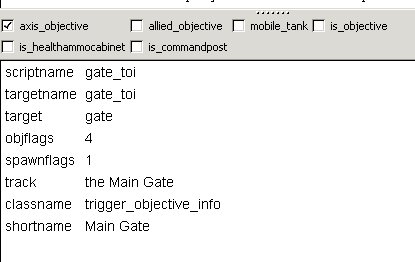 axis_objective allied_objective mobile_tank is_objective
is_healthammocabinet is_commandpost
scriptname gate_toi
targetname gate_toi
target gate
objflags 4
spawnflags 1
track the Main Gate
classname trigger_objective_info
shortname Main Gate